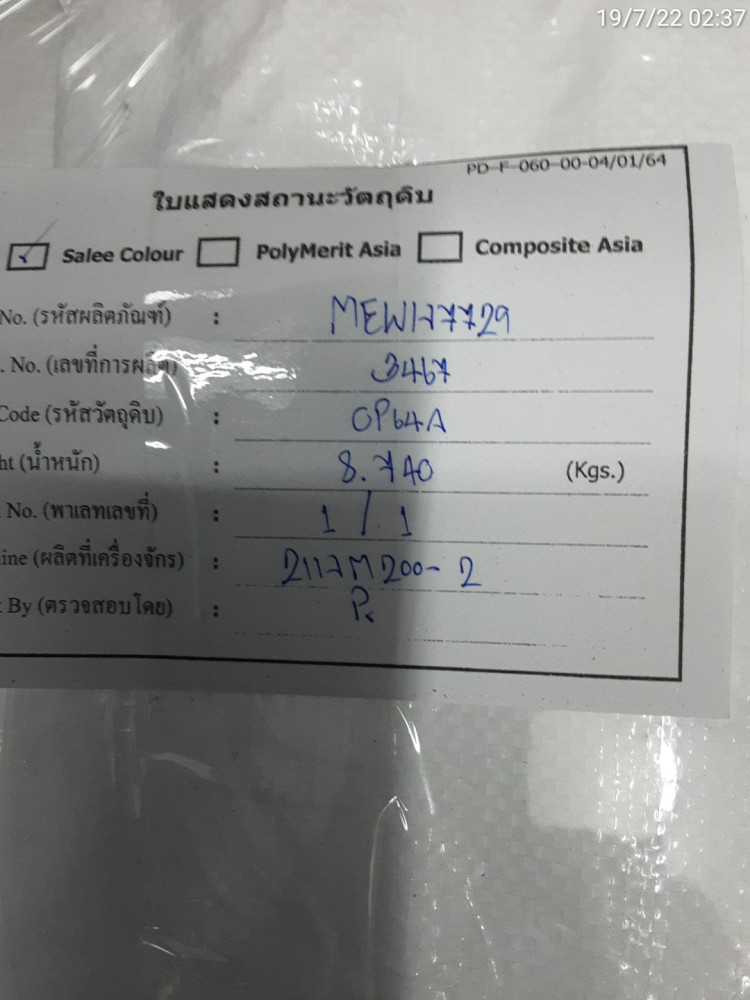 19/7/22 02:37
PD-F-060-00-04/01/64
ใบแสดงสถานะวัตถุดิบ
Salee Colour PolyMerit Asia Composite Asia
No. (รหัสผลิตภัณฑ์) :
. No. (เลขที่การผลิต) 3467
Code (รหัสวัตถุดิบ) : OP64A
ht (น้ำหนัก) : 8.740 (Kgs.)
No. (พาเลทเลขที่) : 1 / 1
ine (ผลิตที่เครื่องจักร) : 200-2
By (ตรวจสอบโดย) :